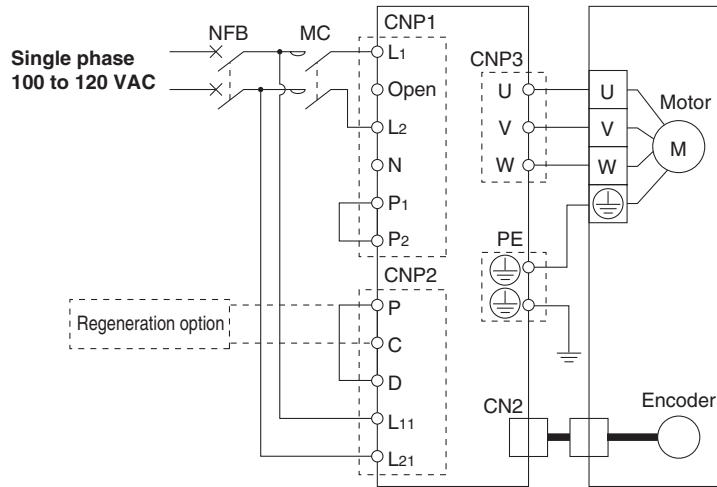 NFB
MC
CNP1
Single phase
100 to 120 VAC
L1
Open
L2
N
P1
P2
CNP3
U
V
W
U
V
W
Motor
M
PE
CNP2
Regeneration option
P
C
D
L11
L21
CN2
Encoder